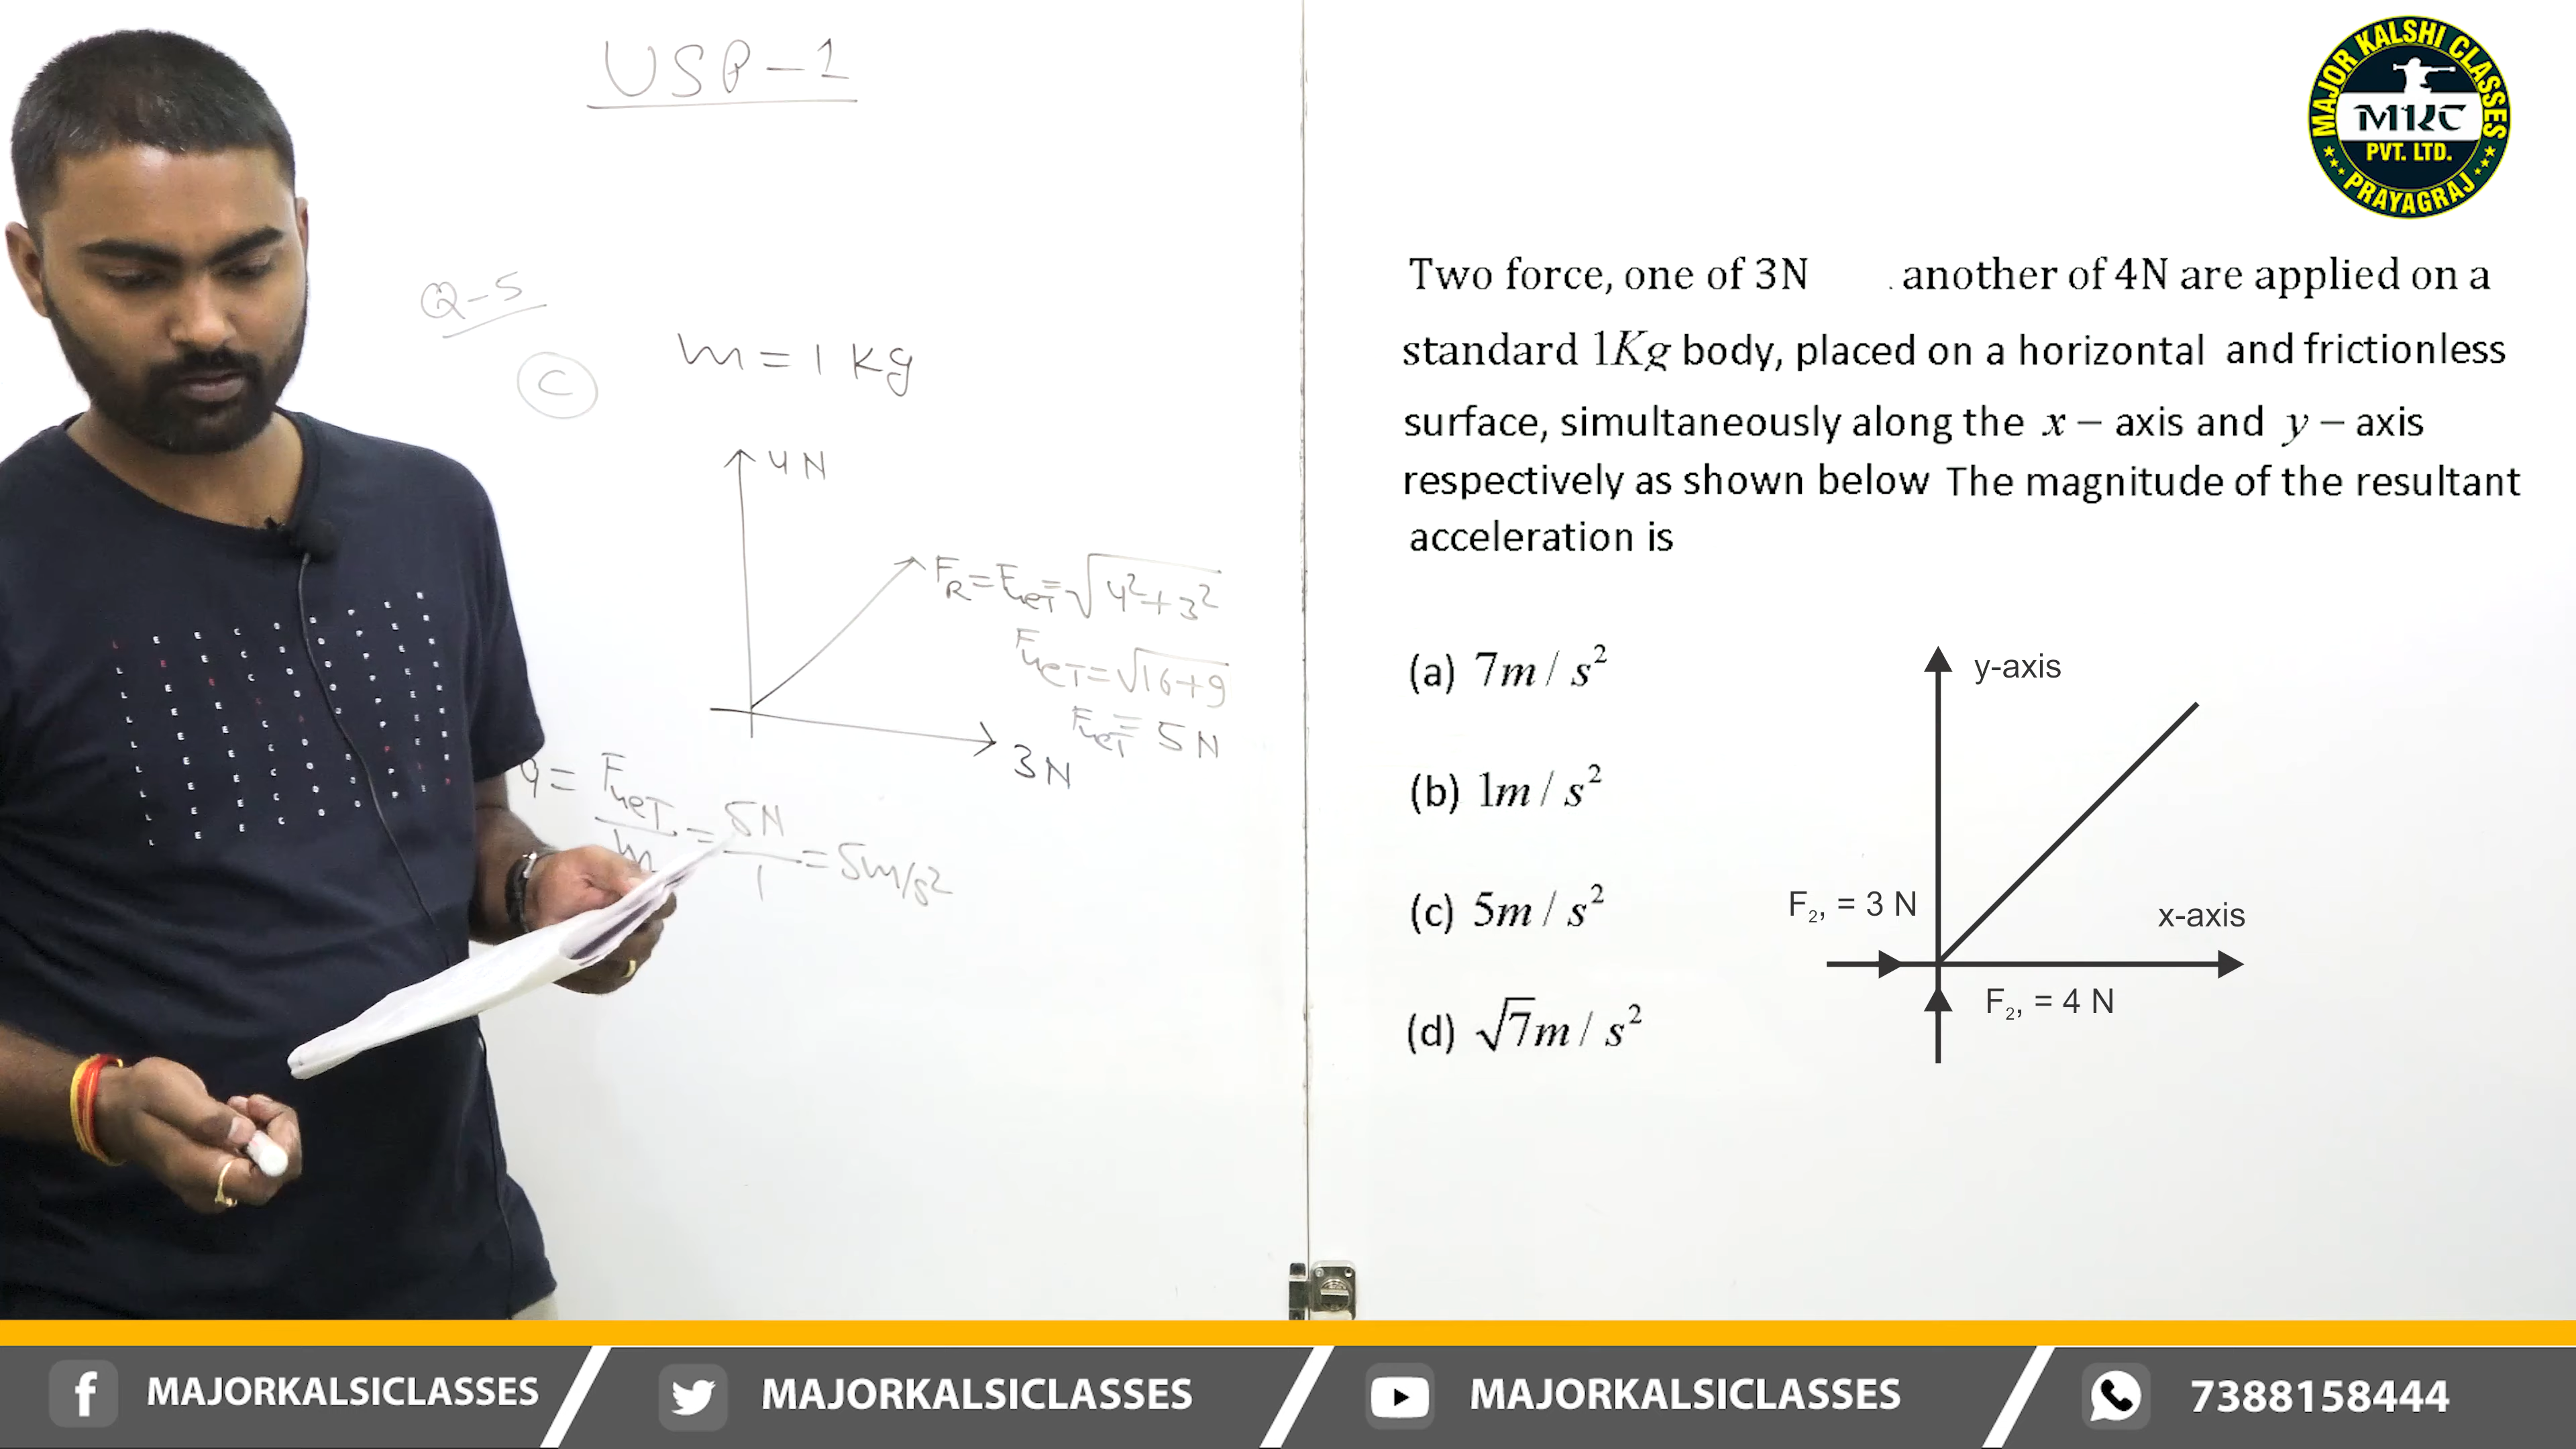 USP-1
Q-5
C
m = 1 Kg
4N
F_R = F_net = √4²+3²
F_net = √16+9
F_net = 5N
3N
a = F_net/m = 5N/1 = 5m/s²
MAJOR KALSHI CLASSES
MKC
PVT. LTD.
PRAYAGRAJ
Two force, one of 3N . another of 4N are applied on a
standard 1Kg body, placed on a horizontal and frictionless
surface, simultaneously along the x – axis and y – axis
respectively as shown below The magnitude of the resultant
acceleration is
(a) 7m / s²
(b) 1m / s²
(c) 5m / s²
(d) √7m / s²
y-axis
F₂, = 3 N
x-axis
F₂, = 4 N
MAJORKALSICLASSES
MAJORKALSICLASSES
MAJORKALSICLASSES
7388158444